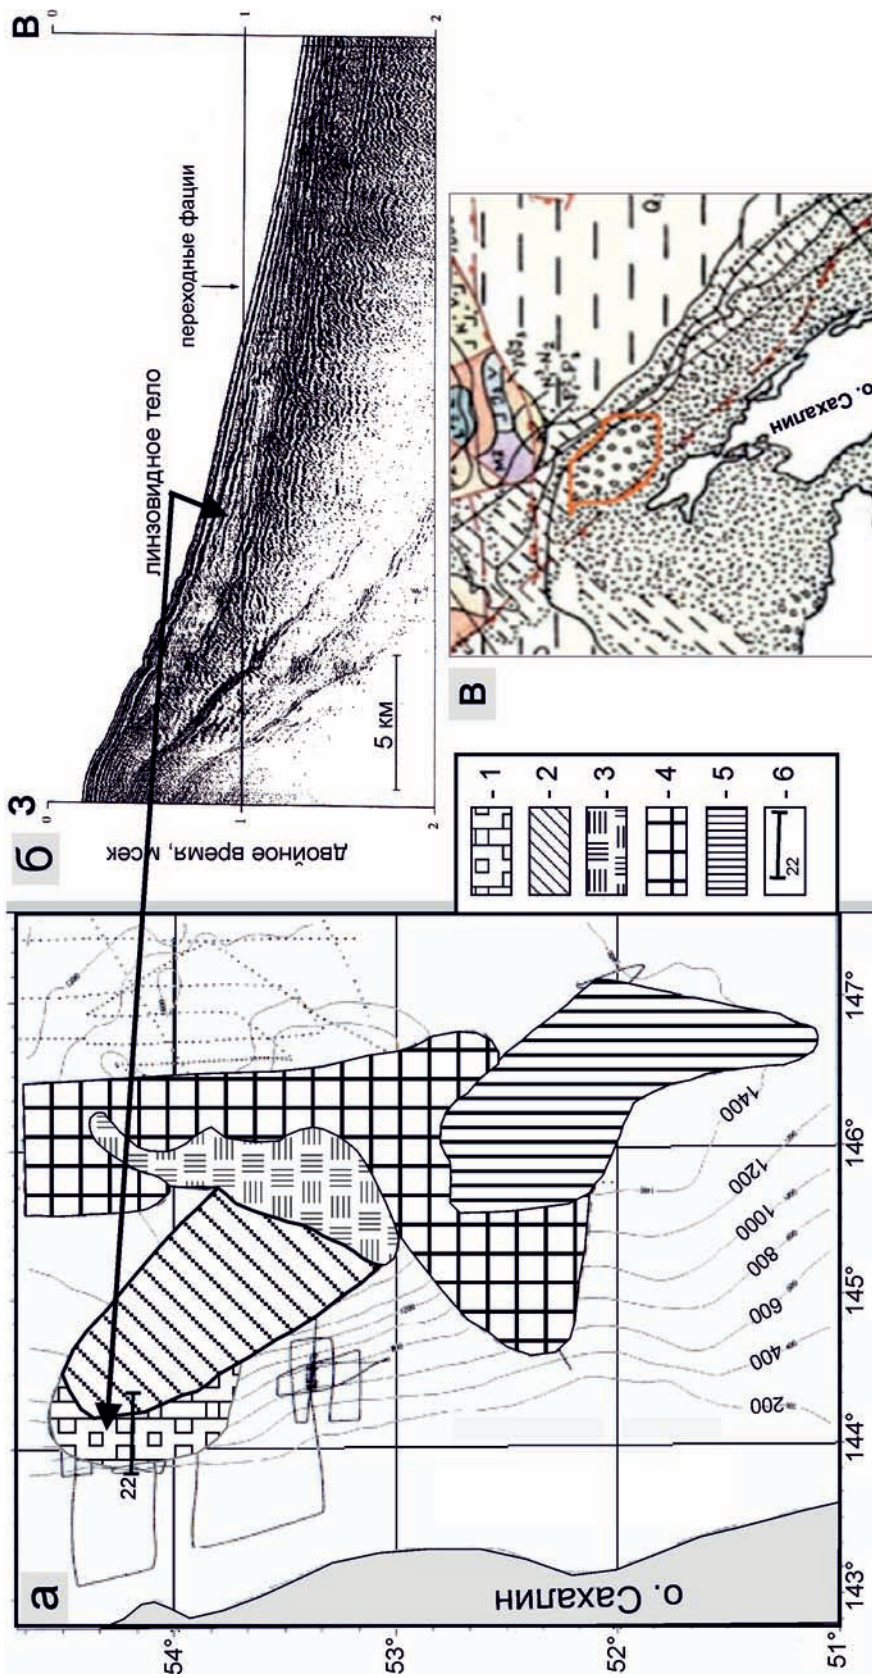 а
54°
53°
52°
51°
143°
144°
145°
146°
147°
о. Сахалин
22
200
400
600
800
1000
1200
1400
б
З
В
0
1
2
0
1
2
двойное время, мсек
5 км
линзовидное тело
переходные фации
- 1
- 2
- 3
- 4
- 5
22
- 6
в
о. Сахалин